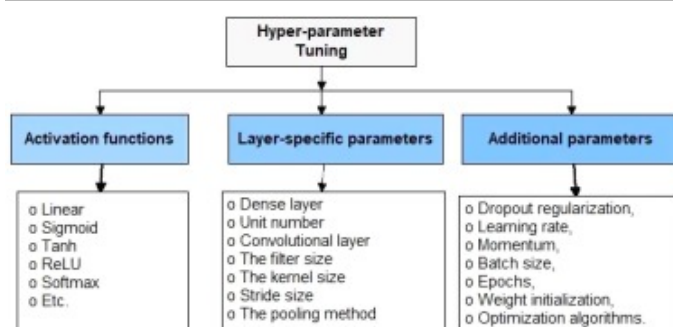 Hyper-parameter
Tuning
Activation functions
Layer-specific parameters
Additional parameters
o Linear
o Sigmoid
o Tanh
o ReLU
o Softmax
o Etc.
o Dense layer
o Unit number
o Convolutional layer
o The filter size
o The kernel size
o Stride size
o The pooling method
o Dropout regularization,
o Learning rate,
o Momentum,
o Batch size,
o Epochs,
o Weight initialization,
o Optimization algorithms.